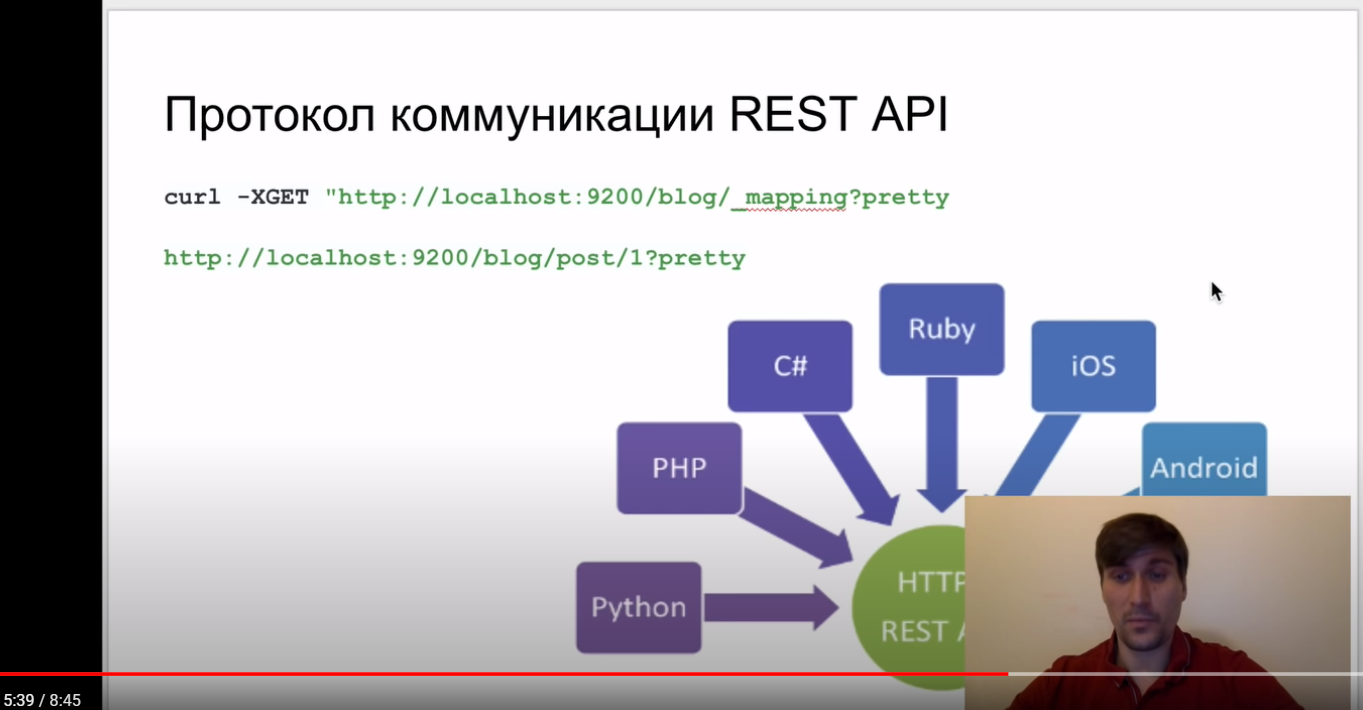 Протокол коммуникации REST API
curl -XGET "http://localhost:9200/blog/_mapping?pretty
http://localhost:9200/blog/post/1?pretty
Ruby
C#
iOS
PHP
Android
Python
HTTP
REST A
5:39 / 8:45